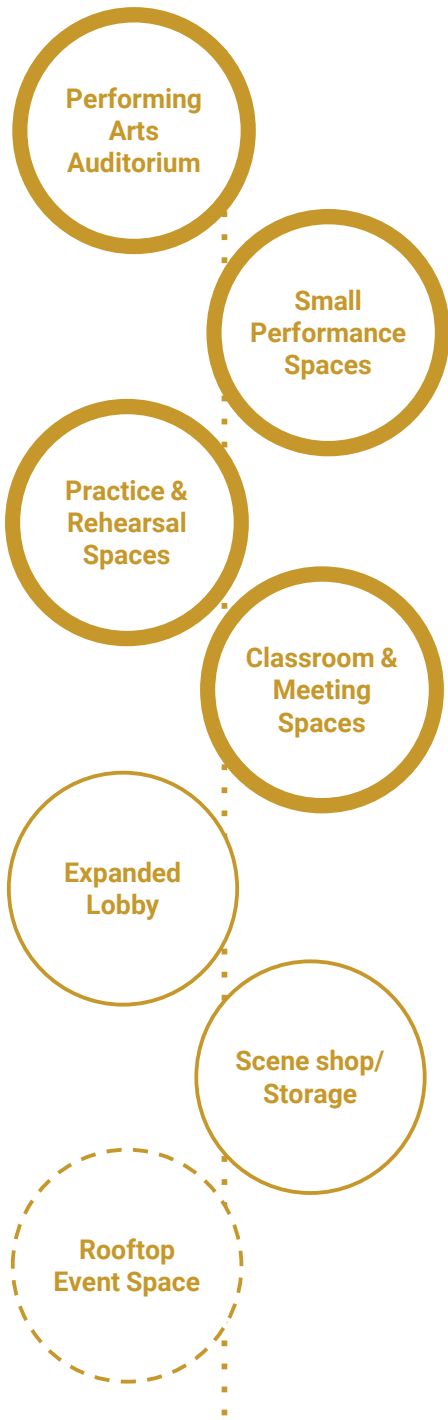 Performing
Arts
Auditorium
Small
Performance
Spaces
Practice &
Rehearsal
Spaces
Classroom &
Meeting
Spaces
Expanded
Lobby
Scene shop/
Storage
Rooftop
Event Space